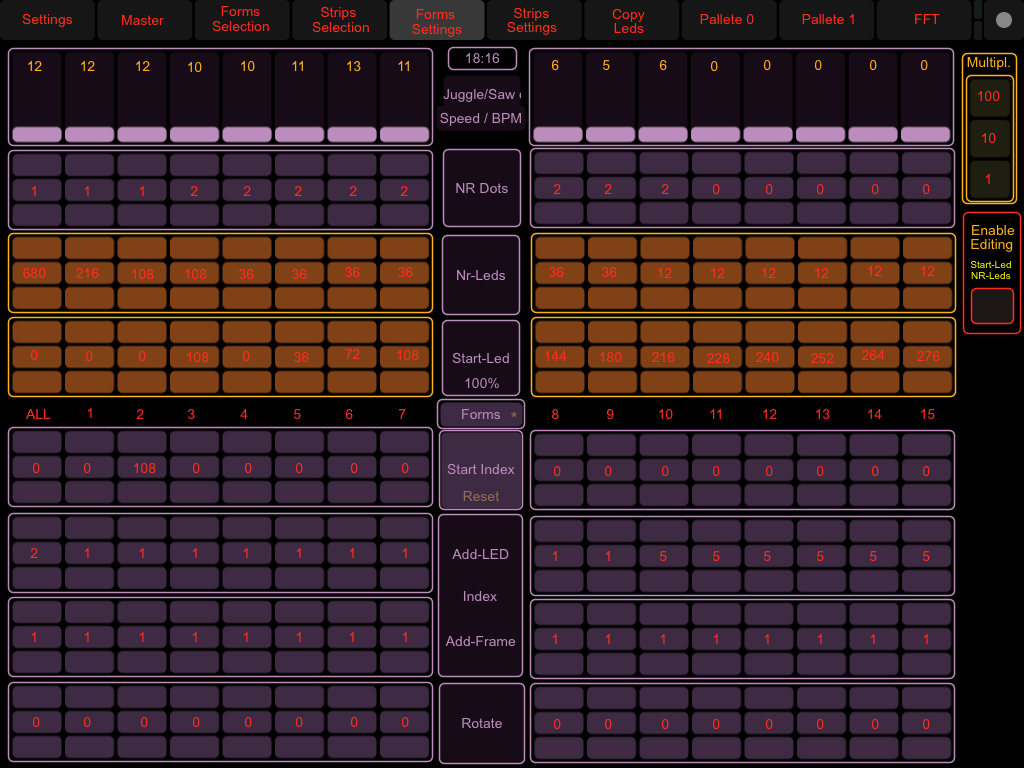 Settings Master Forms Selection Strips Selection Forms Settings Strips Settings Copy Leds Pallete 0 Pallete 1 FFT
12 12 12 10 10 11 13 11 18:16 6 5 6 0 0 0 0 0 Multipl.
Juggle/Saw
Speed / BPM
100
10
1
1 1 1 2 2 2 2 2 NR Dots 2 2 2 0 0 0 0 0
Enable
Editing
Start-Led
NR-Leds
680 216 108 108 36 36 36 36 Nr-Leds 36 36 12 12 12 12 12 12
0 0 0 108 0 36 72 108 Start-Led 144 180 216 228 240 252 264 276
100%
ALL 1 2 3 4 5 6 7 Forms * 8 9 10 11 12 13 14 15
0 0 108 0 0 0 0 0 Start Index 0 0 0 0 0 0 0 0
Reset
2 1 1 1 1 1 1 1 Add-LED 1 1 5 5 5 5 5 5
Index
1 1 1 1 1 1 1 1 Add-Frame 1 1 1 1 1 1 1 1
0 0 0 0 0 0 0 0 Rotate 0 0 0 0 0 0 0 0